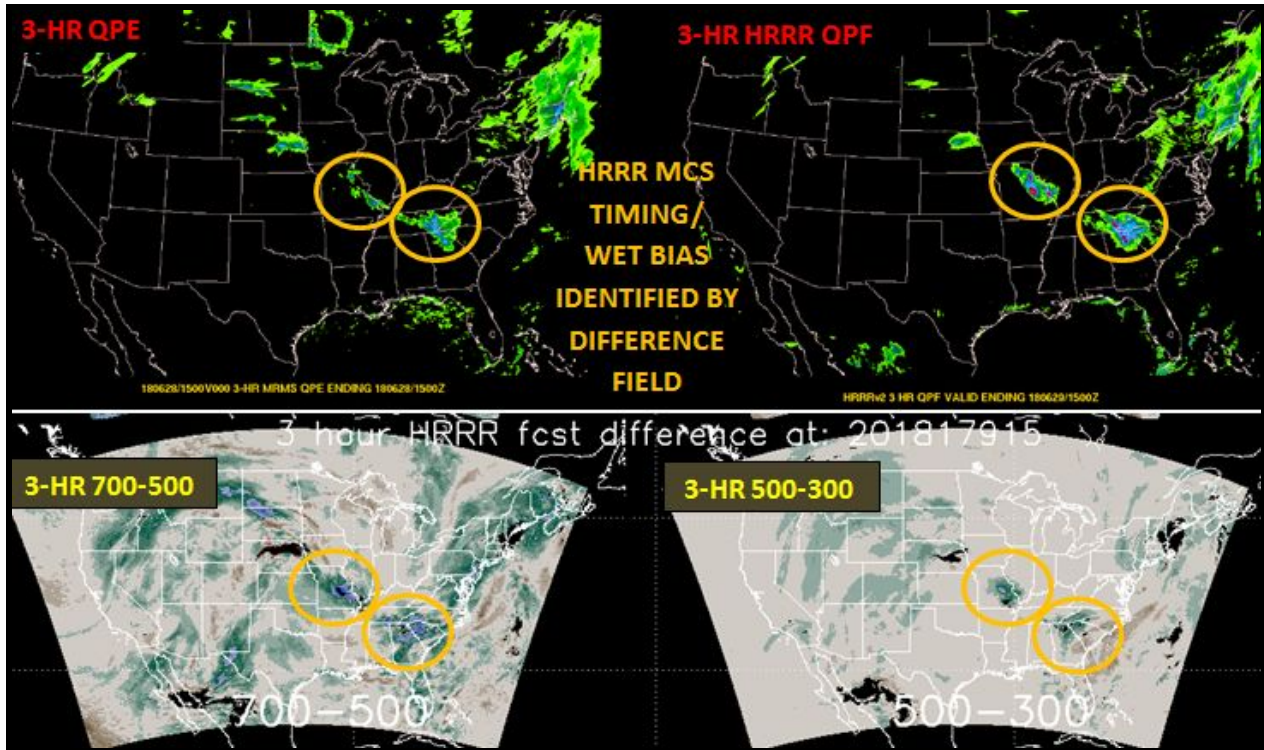 3-HR QPE
3-HR HRRR QPF
HRRR MCS
TIMING/
WET BIAS
IDENTIFIED BY
DIFFERENCE
FIELD
180628/1500V000 3-HR MRMS QPE ENDING 180628/1500Z
HRRRv2 3 HR QPF VALID ENDING 180629/1500Z
3 hour HRRR fcst difference at: 201817915
3-HR 700-500
3-HR 500-300
700-500
500-300